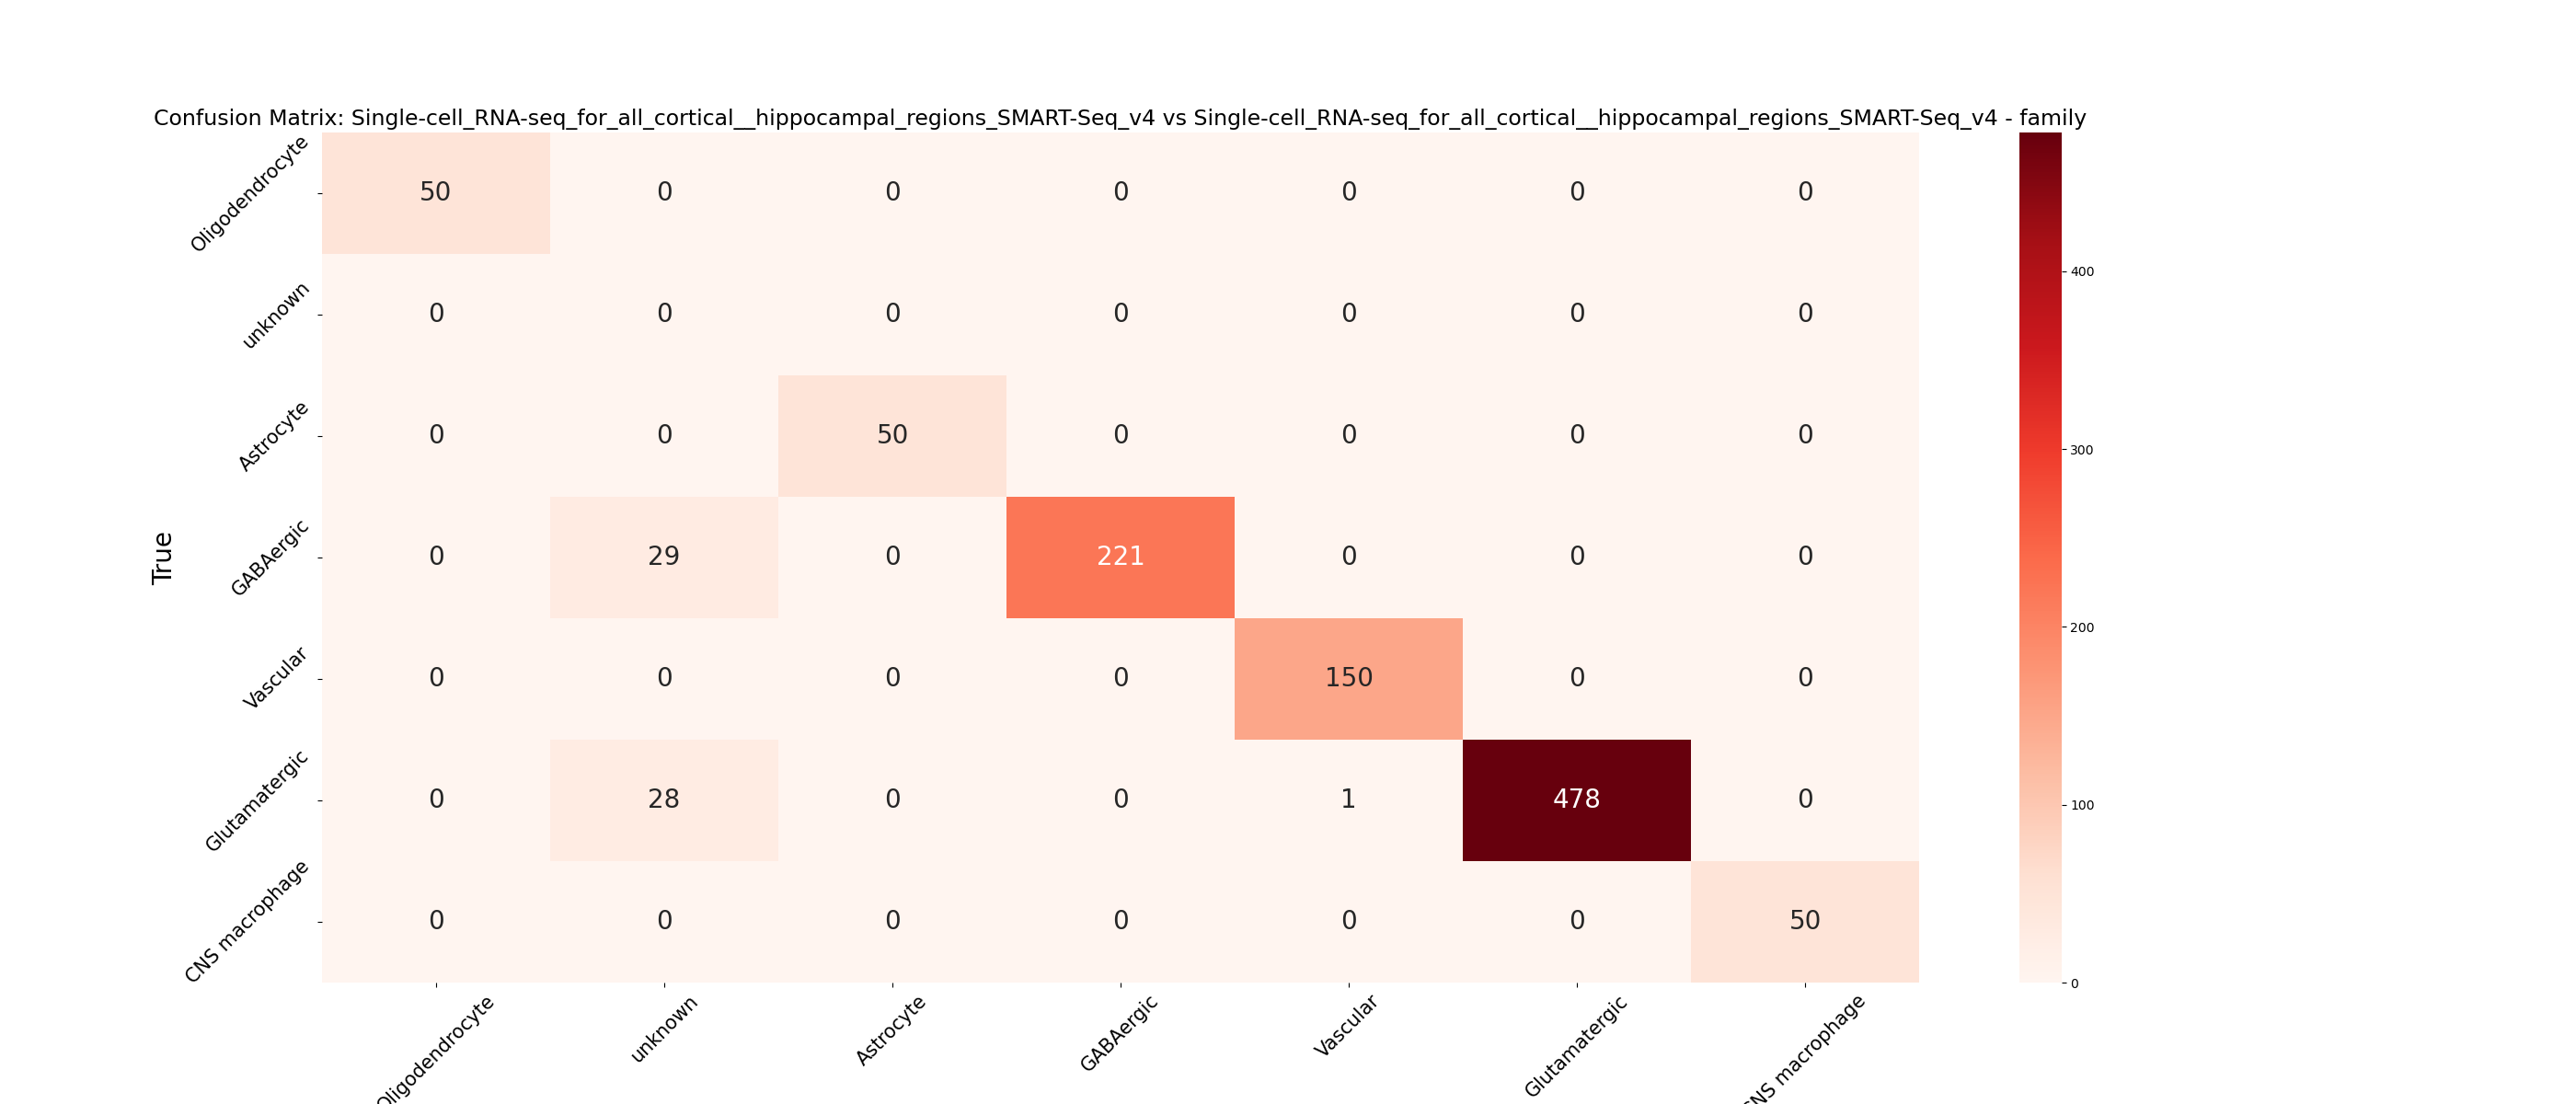 Confusion Matrix: Single-cell_RNA-seq_for_all_cortical__hippocampal_regions_SMART-Seq_v4 vs Single-cell_RNA-seq_for_all_cortical__hippocampal_regions_SMART-Seq_v4 - family
Oligodendrocyte 50 0 0 0 0 0 0
unknown 0 0 0 0 0 0 0
Astrocyte 0 0 50 0 0 0 0
GABAergic 0 29 0 221 0 0 0
Vascular 0 0 0 0 150 0 0
Glutamatergic 0 28 0 0 1 478 0
CNS macrophage 0 0 0 0 0 0 50
True
Oligodendrocyte unknown Astrocyte GABAergic Vascular Glutamatergic CNS macrophage
400
300
200
100
0